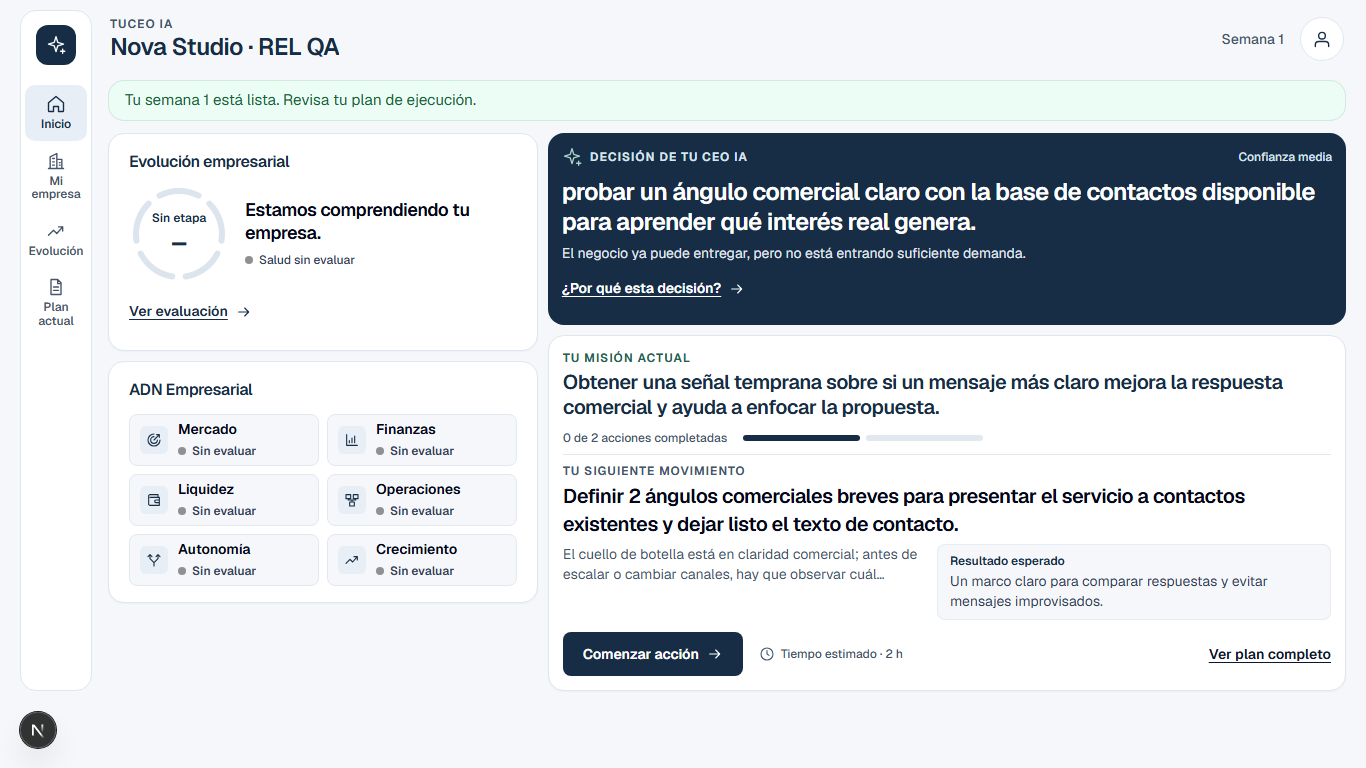 TUCEO IA
Nova Studio · REL QA
Semana 1
Inicio
Mi
empresa
Evolución
Plan
actual
Tu semana 1 está lista. Revisa tu plan de ejecución.
Evolución empresarial
Sin etapa
–
Estamos comprendiendo tu
empresa.
Salud sin evaluar
Ver evaluación →
ADN Empresarial
Mercado
Sin evaluar
Finanzas
Sin evaluar
Liquidez
Sin evaluar
Operaciones
Sin evaluar
Autonomía
Sin evaluar
Crecimiento
Sin evaluar
DECISIÓN DE TU CEO IA
Confianza media
probar un ángulo comercial claro con la base de contactos disponible
para aprender qué interés real genera.
El negocio ya puede entregar, pero no está entrando suficiente demanda.
¿Por qué esta decisión? →
TU MISIÓN ACTUAL
Obtener una señal temprana sobre si un mensaje más claro mejora la respuesta
comercial y ayuda a enfocar la propuesta.
0 de 2 acciones completadas
TU SIGUIENTE MOVIMIENTO
Definir 2 ángulos comerciales breves para presentar el servicio a contactos
existentes y dejar listo el texto de contacto.
El cuello de botella está en claridad comercial; antes de
escalar o cambiar canales, hay que observar cuál...
Resultado esperado
Un marco claro para comparar respuestas y evitar
mensajes improvisados.
Comenzar acción →
Tiempo estimado · 2 h
Ver plan completo
N